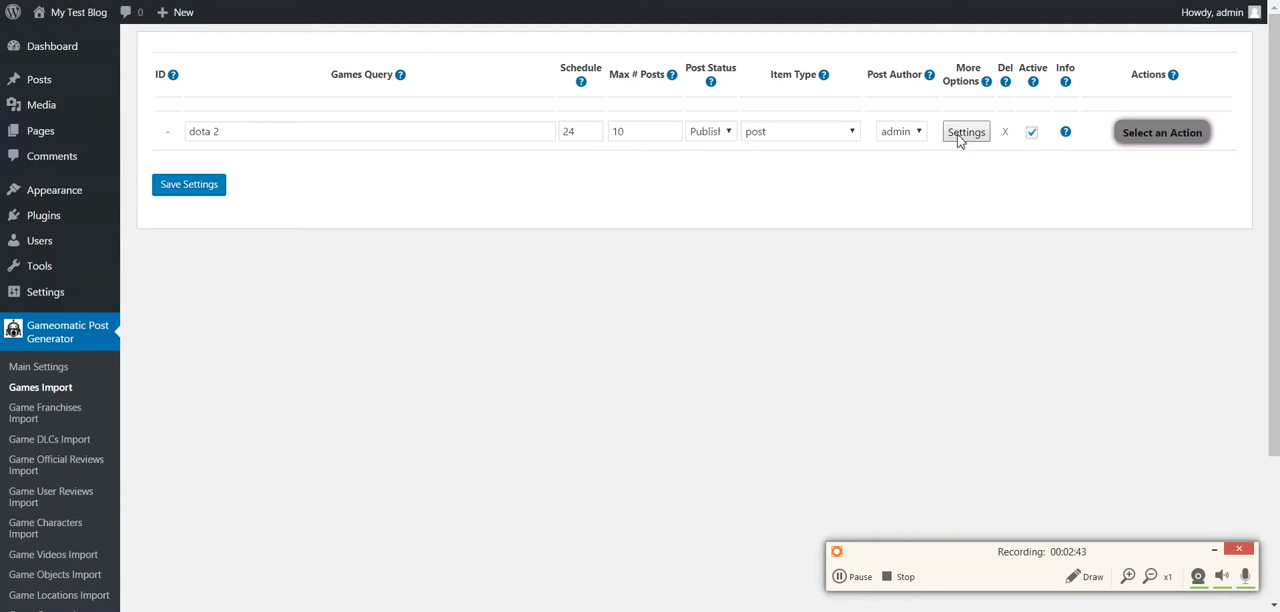 My Test Blog
0
New
Howdy, admin
Dashboard
Posts
Media
Pages
Comments
Appearance
Plugins
Users
Tools
Settings
Gameomatic Post
Generator
Main Settings
Games Import
Game Franchises
Import
Game DLCs Import
Game Official Reviews
Import
Game User Reviews
Import
Game Characters
Import
Game Videos Import
Game Objects Import
Game Locations Import
ID ?
Games Query ?
Schedule
?
Max # Posts ?
Post Status
?
Item Type ?
Post Author ?
More
Options ?
Del
?
Active
?
Info
?
Actions ?
-
dota 2
24
10
Publish
post
admin
Settings
X
?
Select an Action
Save Settings
Recording: 00:02:43
Pause
Stop
Draw
x1